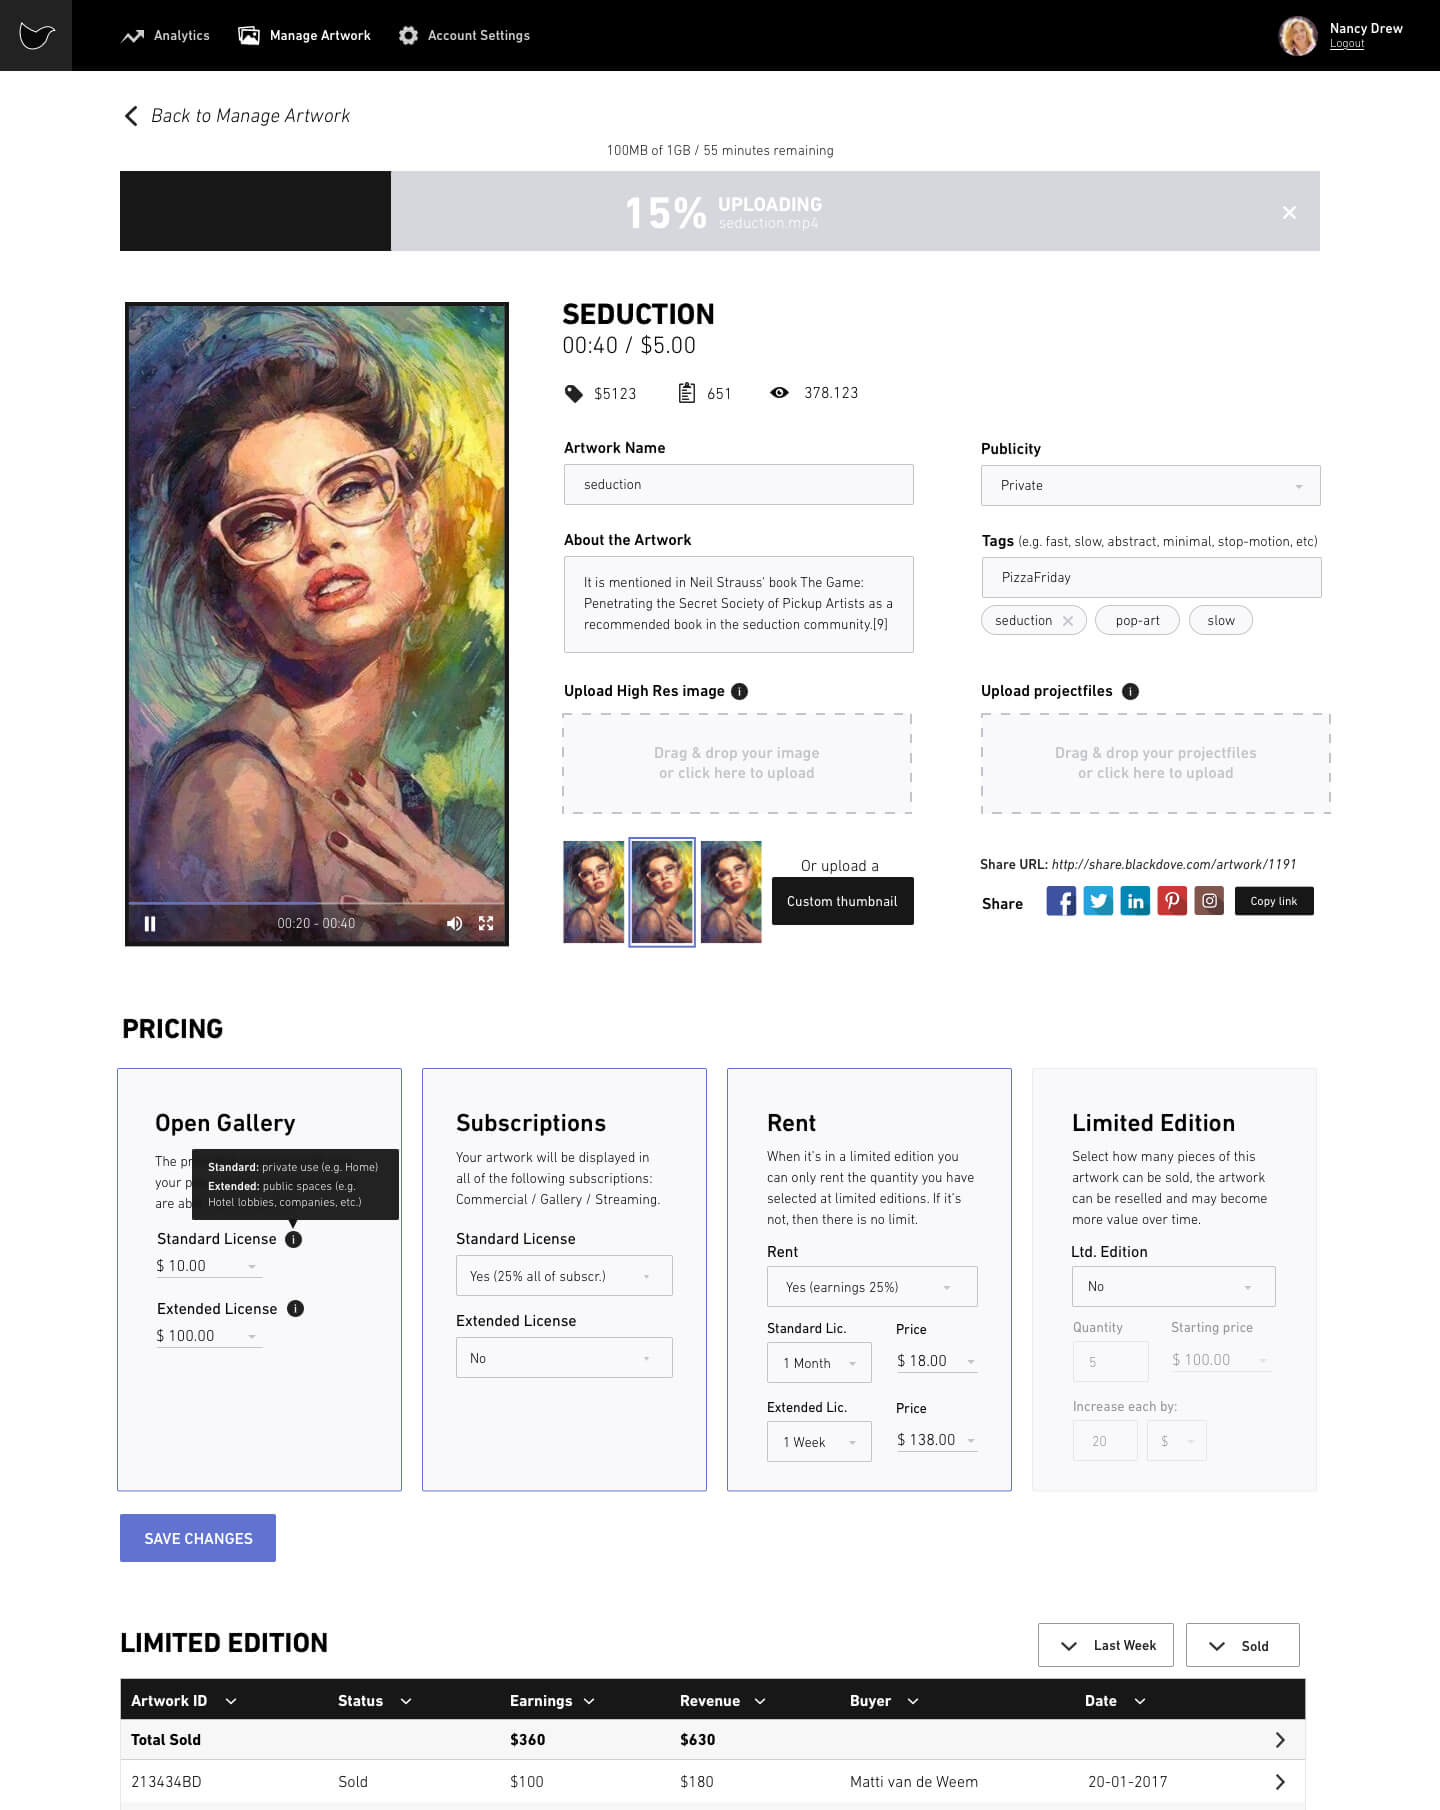 Analytics
Manage Artwork
Account Settings
Nancy Drew
Logout
Back to Manage Artwork
100MB of 1GB / 55 minutes remaining
15%
UPLOADING
seduction.mp4
SEDUCTION
00:40 / $5.00
$5123
651
378.123
Artwork Name
seduction
Publicity
Private
About the Artwork
It is mentioned in Neil Strauss’ book The Game:
Penetrating the Secret Society of Pickup Artists as a
recommended book in the seduction community.[9]
Tags (e.g. fast, slow, abstract, minimal, stop-motion, etc)
PizzaFriday
seduction
pop-art
slow
Upload High Res image
Drag & drop your image
or click here to upload
Upload projectfiles
Drag & drop your projectfiles
or click here to upload
00:20 - 00:40
Or upload a
Custom thumbnail
Share URL: http://share.blackdove.com/artwork/1191
Share
Copy link
PRICING
Open Gallery
The pr
your p
are ab
Standard: private use (e.g. Home)
Extended: public spaces (e.g.
Hotel lobbies, companies, etc.)
Standard License
$ 10.00
Extended License
$ 100.00
Subscriptions
Your artwork will be displayed in
all of the following subscriptions:
Commercial / Gallery / Streaming.
Standard License
Yes (25% all of subscr.)
Extended License
No
Rent
When it’s in a limited edition you
can only rent the quantity you have
selected at limited editions. If it’s
not, then there is no limit.
Rent
Yes (earnings 25%)
Standard Lic.
Price
1 Month
$ 18.00
Extended Lic.
Price
1 Week
$ 138.00
Limited Edition
Select how many pieces of this
artwork can be sold, the artwork
can be reselled and may become
more value over time.
Ltd. Edition
No
Quantity
Starting price
5
$ 100.00
Increase each by:
20
$
SAVE CHANGES
LIMITED EDITION
Last Week
Sold
Artwork ID
Status
Earnings
Revenue
Buyer
Date
Total Sold
$360
$630
213434BD
Sold
$100
$180
Matti van de Weem
20-01-2017